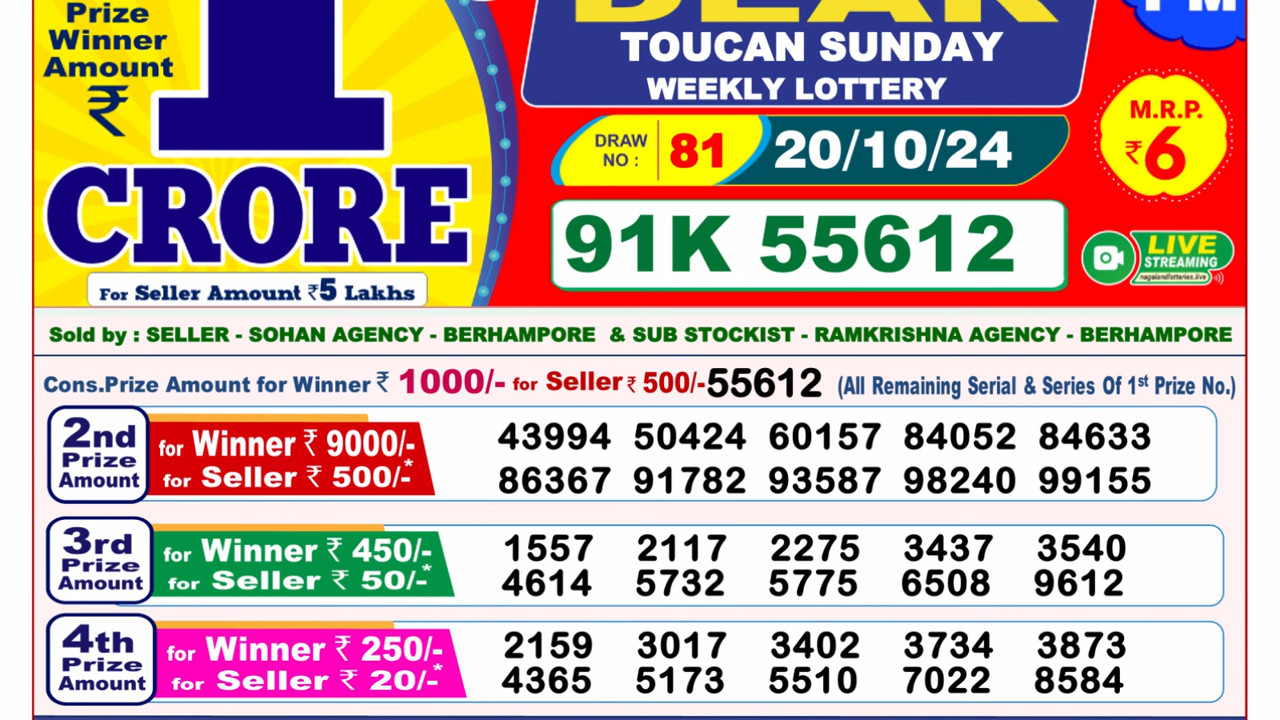 Prize
Winner
Amount
₹
1
CRORE
For Seller Amount ₹5 Lakhs
DEAR
TOUCAN SUNDAY
WEEKLY LOTTERY
DRAW
NO :
81
20/10/24
91K 55612
PM
M.R.P.
₹6
LIVE
STREAMING
nagalandlotteries.live
Sold by : SELLER - SOHAN AGENCY - BERHAMPORE & SUB STOCKIST - RAMKRISHNA AGENCY - BERHAMPORE
Cons.Prize Amount for Winner ₹ 1000/- for Seller ₹ 500/- 55612 (All Remaining Serial & Series Of 1st Prize No.)
2nd
Prize
Amount
for Winner ₹ 9000/-
for Seller ₹ 500/-*
43994 50424 60157 84052 84633
86367 91782 93587 98240 99155
3rd
Prize
Amount
for Winner ₹ 450/-
for Seller ₹ 50/-*
1557 2117 2275 3437 3540
4614 5732 5775 6508 9612
4th
Prize
Amount
for Winner ₹ 250/-
for Seller ₹ 20/-*
2159 3017 3402 3734 3873
4365 5173 5510 7022 8584